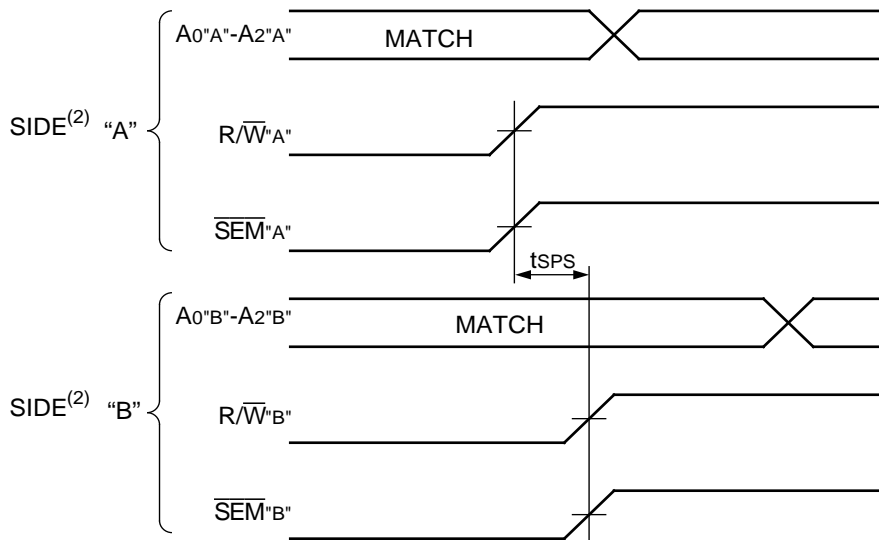 A0"A"-A2"A"
MATCH
SIDE(2) “A”
R/W"A"
SEM"A"
tSPS
A0"B"-A2"B"
MATCH
SIDE(2) “B”
R/W"B"
SEM"B"